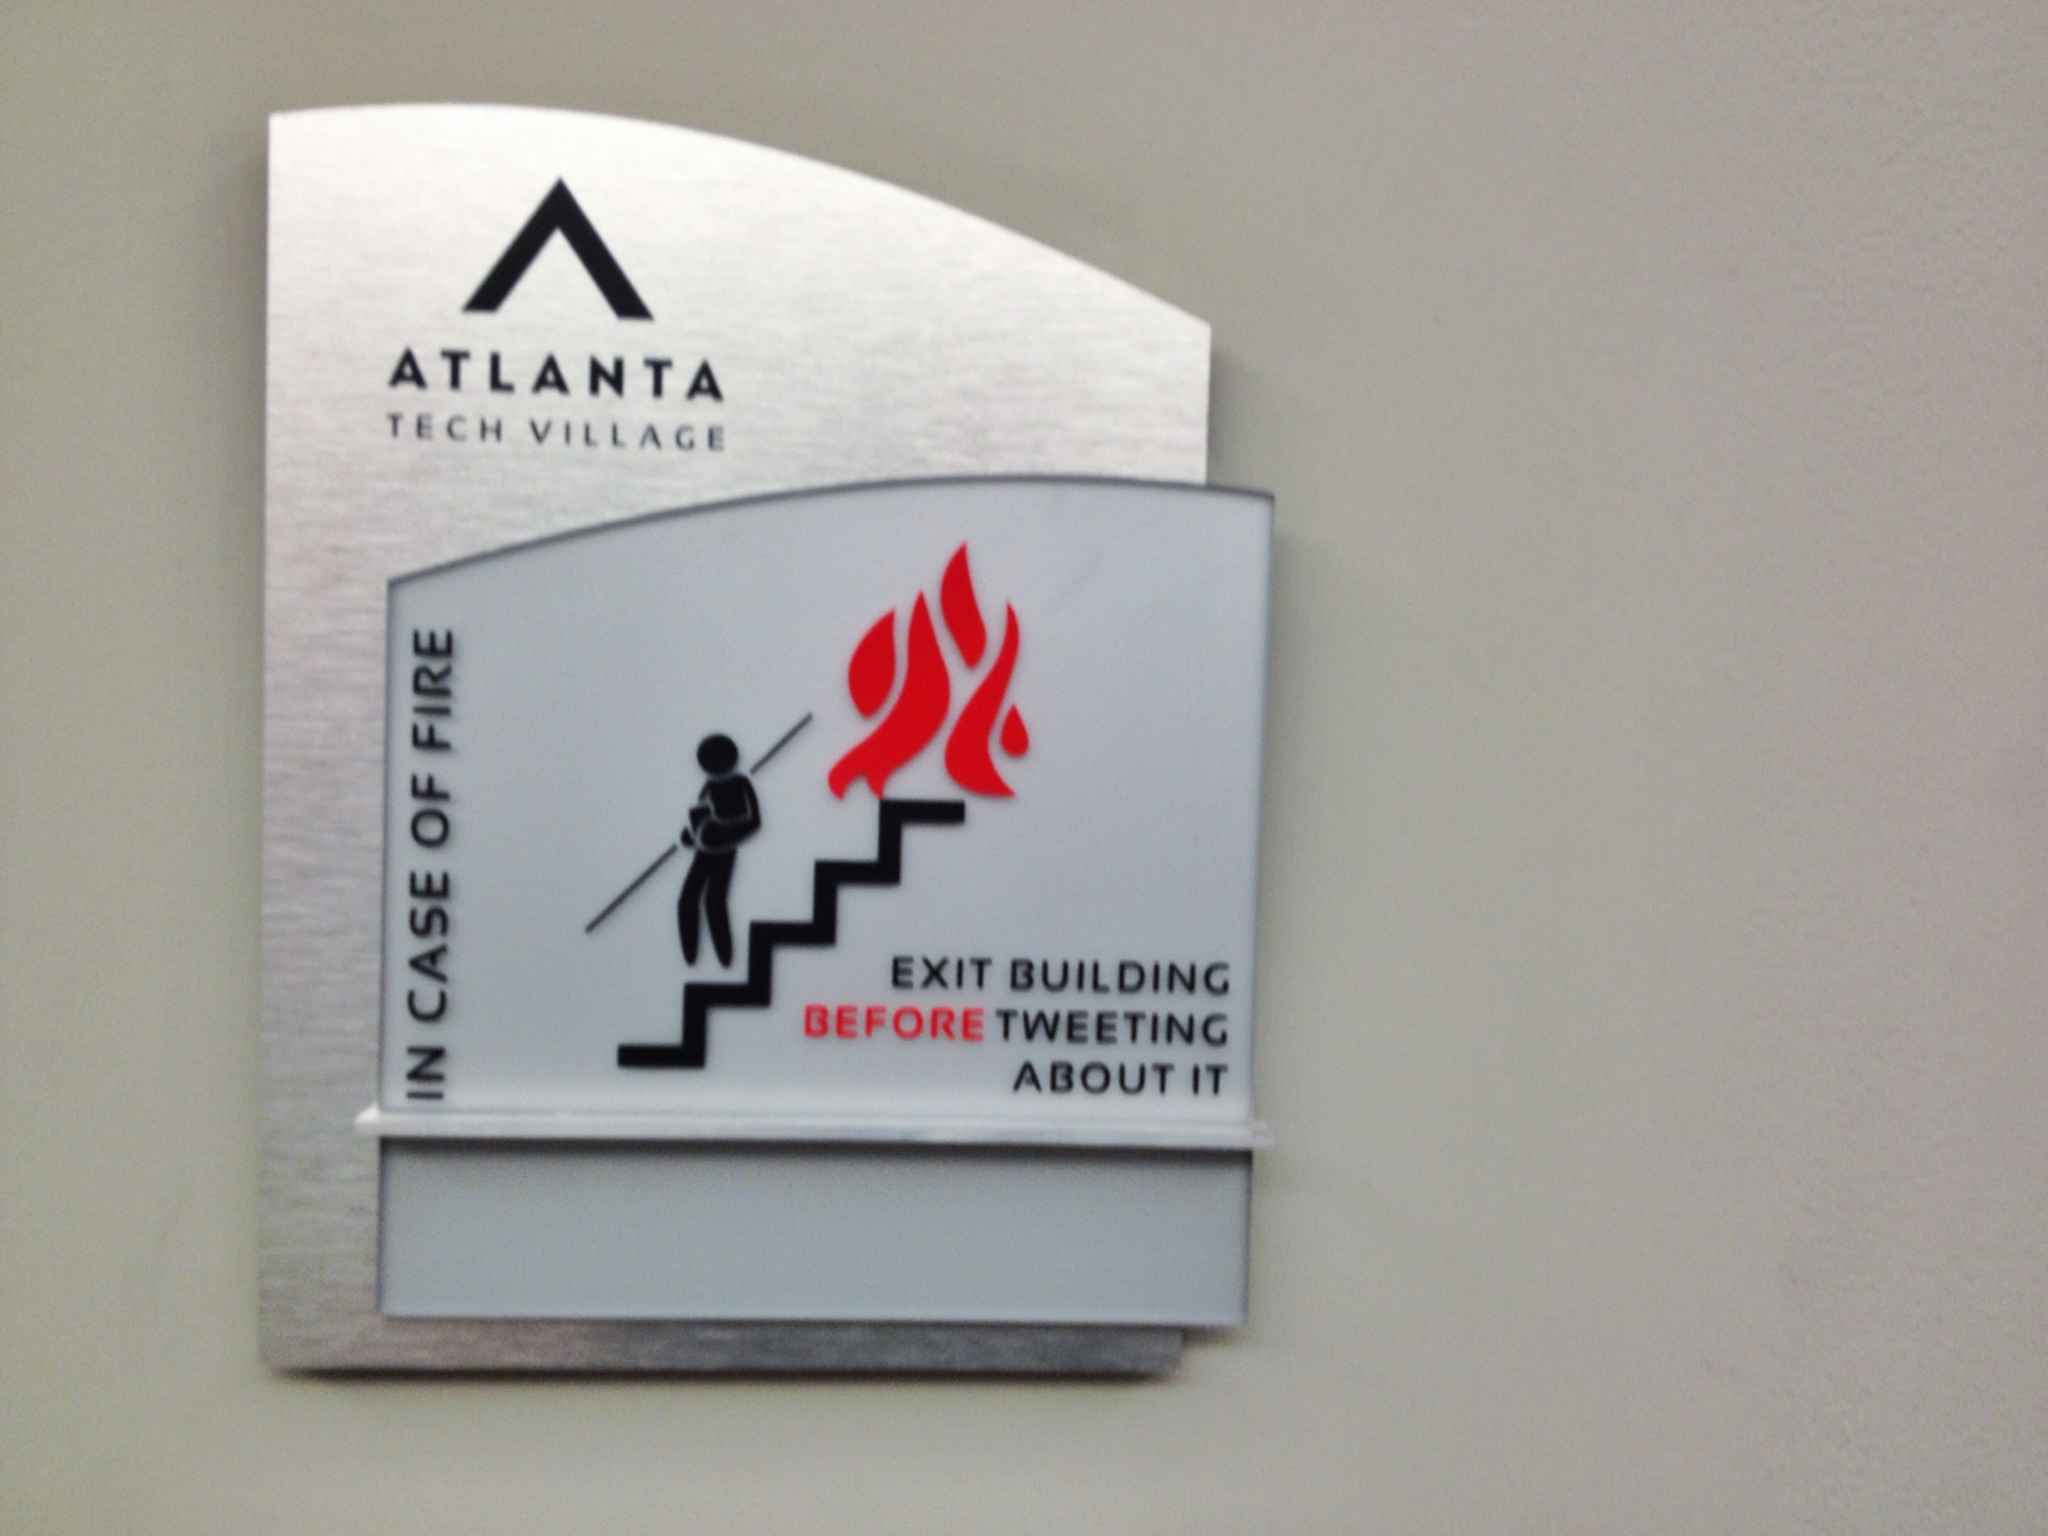 ATLANTA
TECH VILLAGE
IN CASE OF FIRE
EXIT BUILDING
BEFORE TWEETING
ABOUT IT